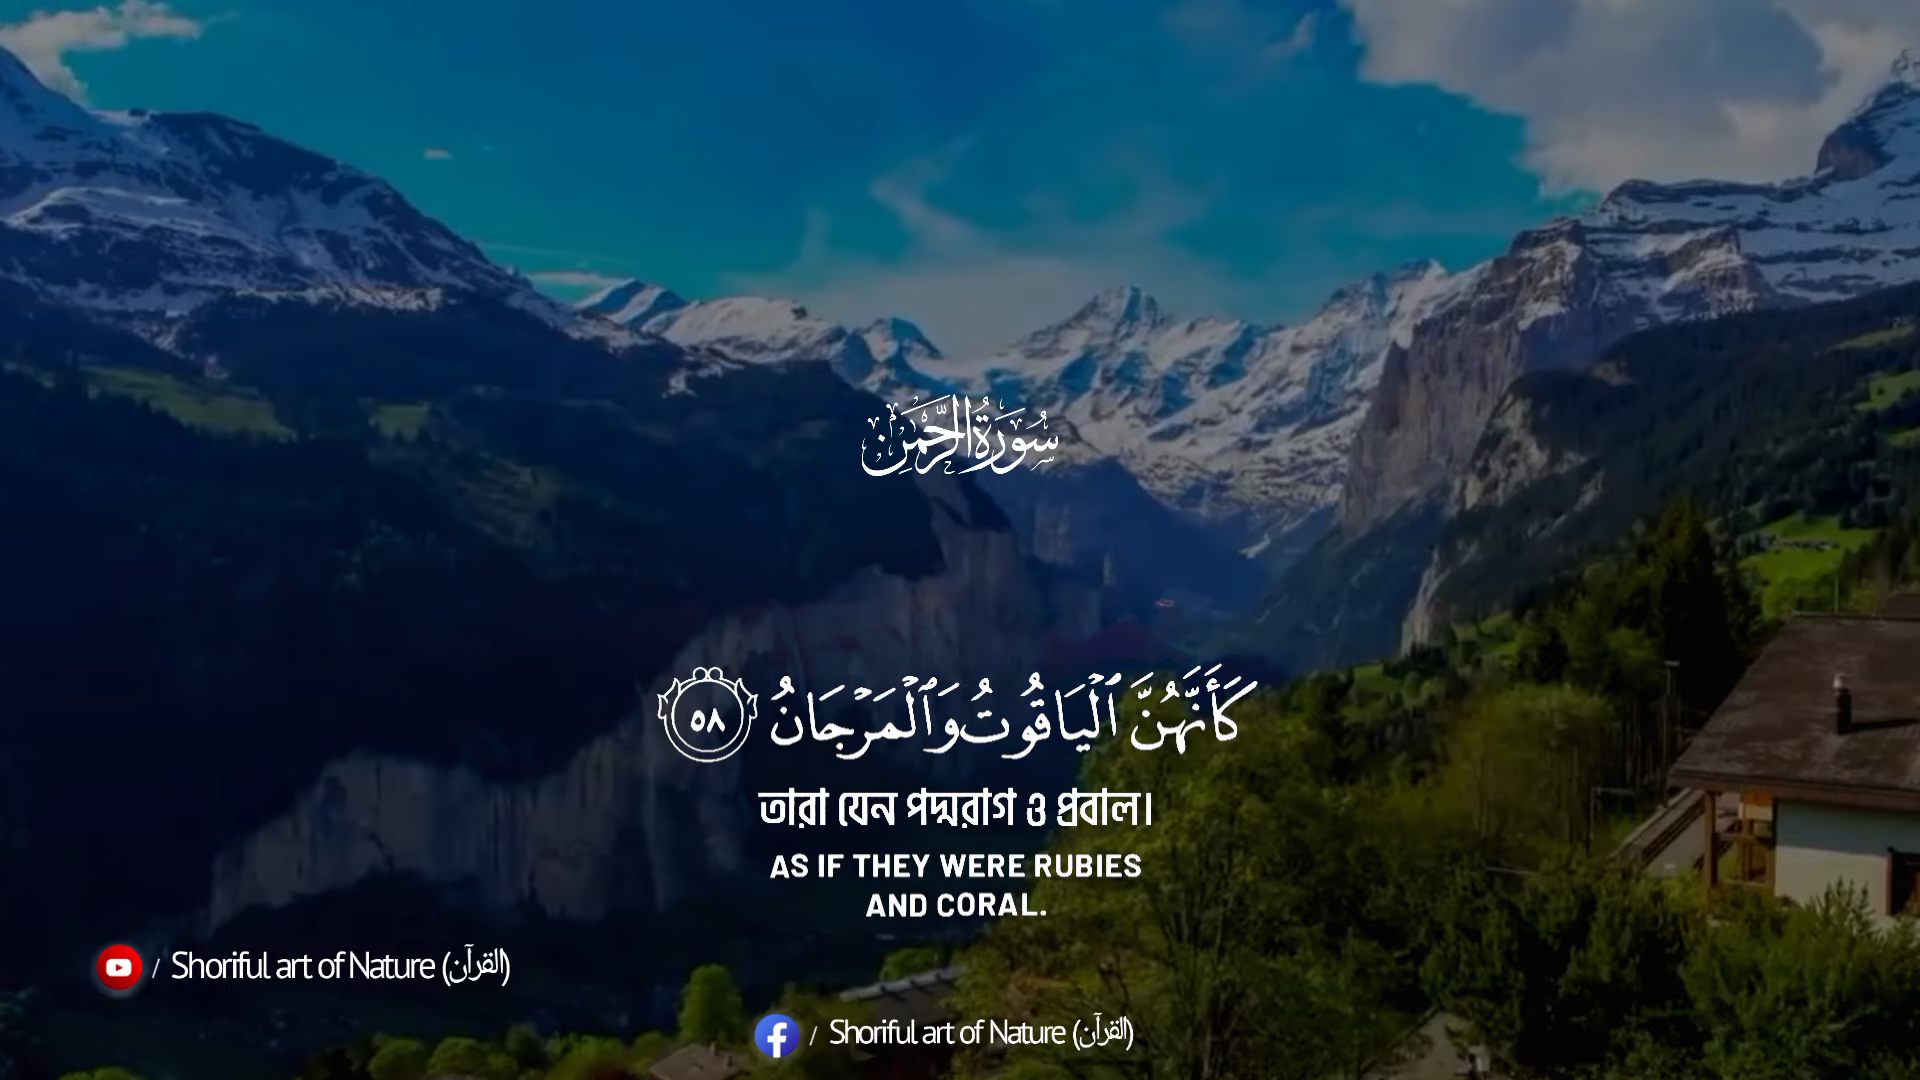 سُورَةُ الرَّحْمَٰن
كَأَنَّهُنَّ ٱلْيَاقُوتُ وَٱلْمَرْجَانُ ٥٨
তারা যেন পদ্মরাগ ও প্রবাল।
AS IF THEY WERE RUBIES
AND CORAL.
/ Shoriful art of Nature (القرآن)
/ Shoriful art of Nature (القرآن)